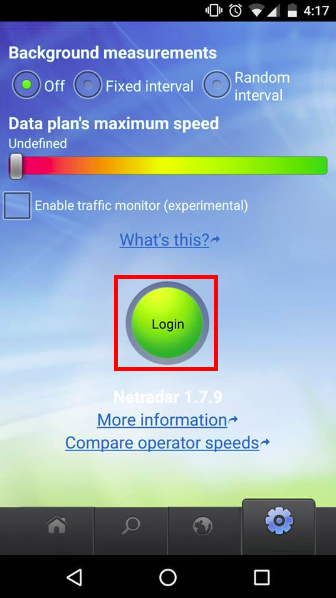 4:17
Background measurements
Off
Fixed interval
Random
interval
Data plan's maximum speed
Undefined
Enable traffic monitor (experimental)
What's this?
Login
Netradar 1.7.9
More information
Compare operator speeds